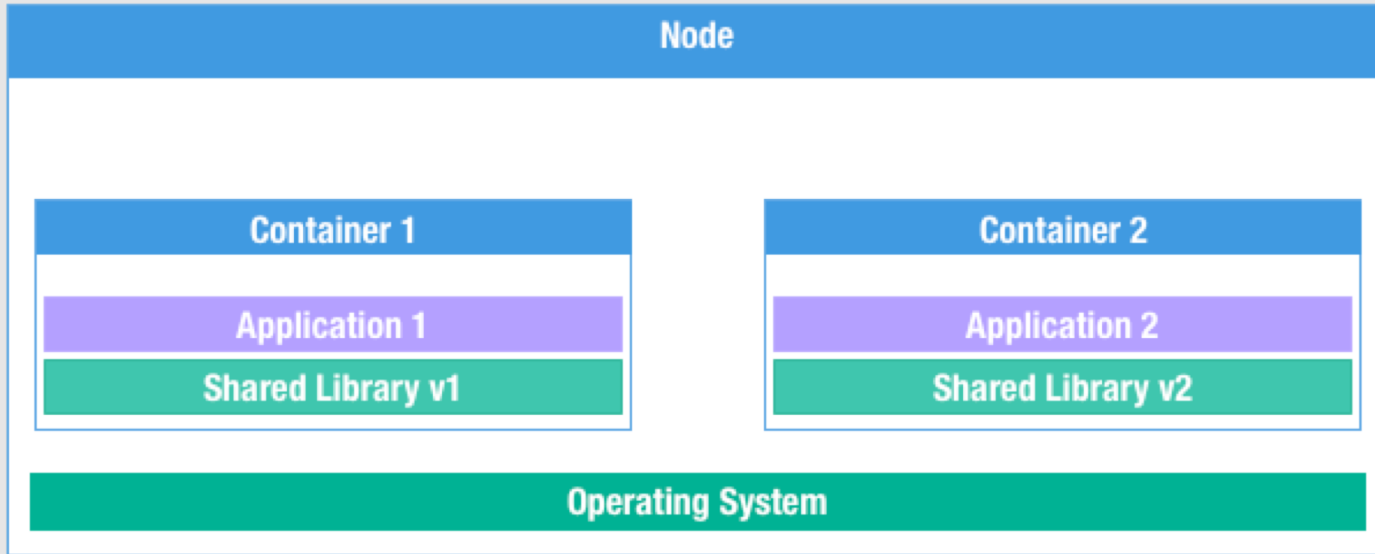 Node
Container 1
Container 2
Application 1
Application 2
Shared Library v1
Shared Library v2
Operating System